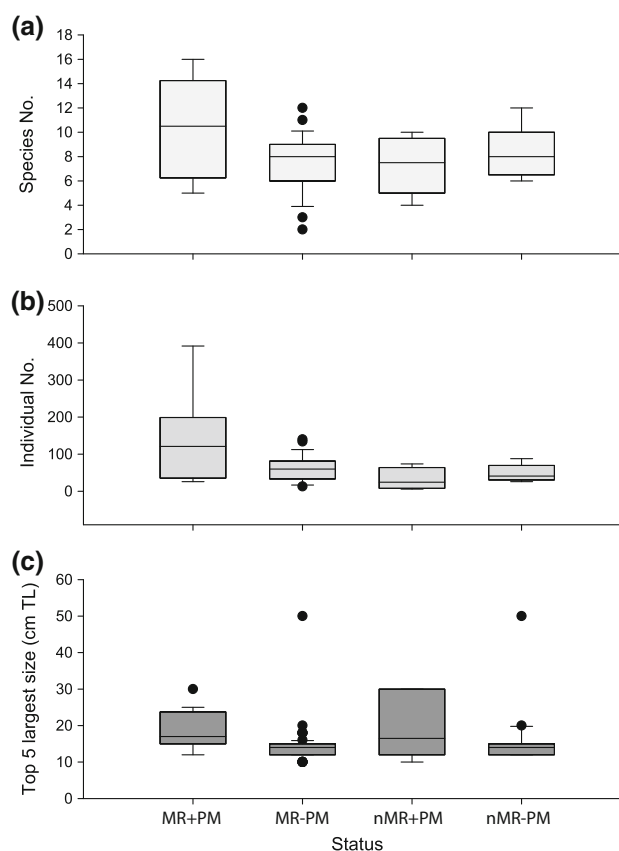 (a)
Species No.
18
16
14
12
10
8
6
4
2
0
(b)
Individual No.
500
400
300
200
100
0
(c)
Top 5 largest size (cm TL)
60
50
40
30
20
10
0
MR+PM
MR-PM
nMR+PM
nMR-PM
Status